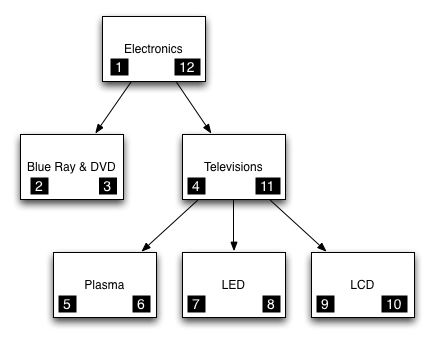 Electronics
1 12
Blue Ray & DVD
2 3
Televisions
4 11
Plasma
5 6
LED
7 8
LCD
9 10